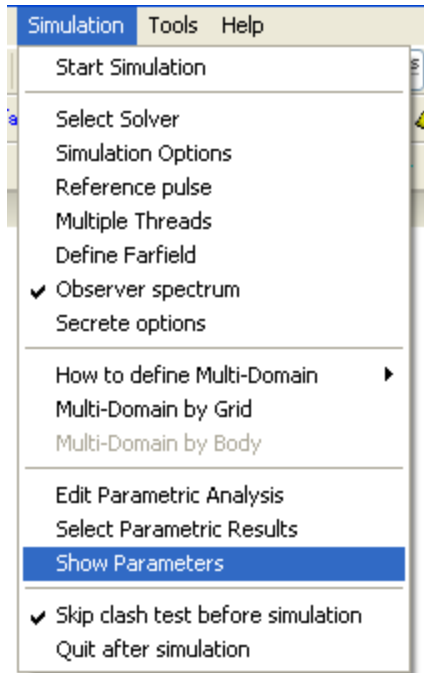 Simulation Tools Help
Start Simulation
Select Solver
Simulation Options
Reference pulse
Multiple Threads
Define Farfield
Observer spectrum
Secrete options
How to define Multi-Domain
Multi-Domain by Grid
Multi-Domain by Body
Edit Parametric Analysis
Select Parametric Results
Show Parameters
Skip clash test before simulation
Quit after simulation